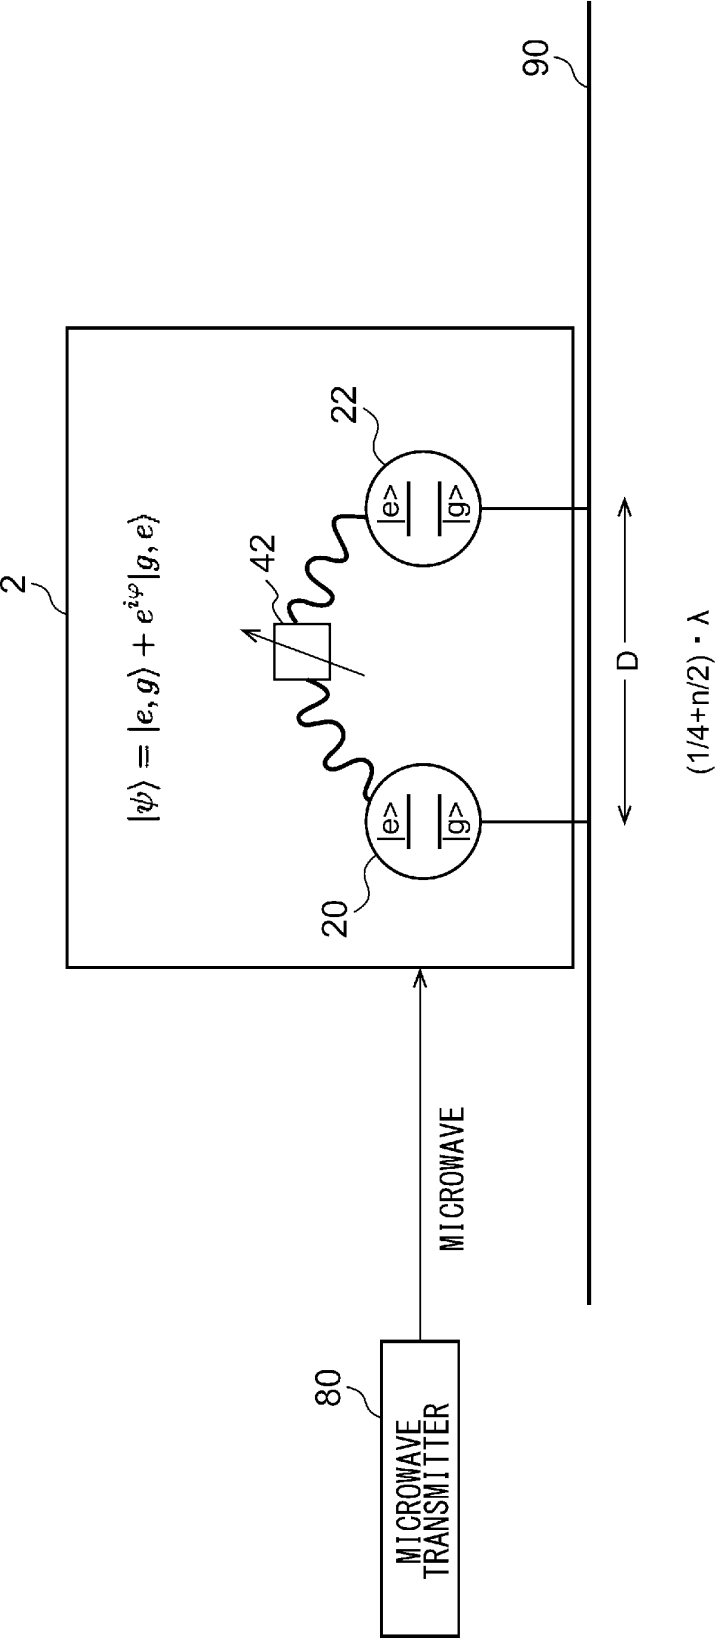 2
|ψ⟩ = |e, g⟩ + e^{iφ}|g, e⟩
42
20
|e>
|g>
22
|e>
|g>
80
MICROWAVE
TRANSMITTER
MICROWAVE
90
D
(1/4+n/2)・λ